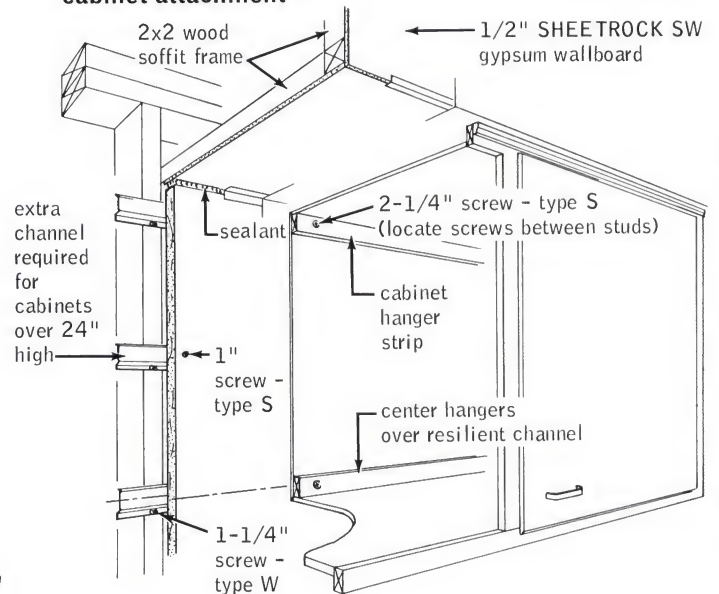 cabinet attachment
2x2 wood
soffit frame
1/2" SHEETROCK SW
gypsum wallboard
extra
channel
required
for
cabinets
over 24"
high
sealant
2-1/4" screw - type S
(locate screws between studs)
cabinet
hanger
strip
1"
screw -
type S
center hangers
over resilient channel
1-1/4"
screw -
type W